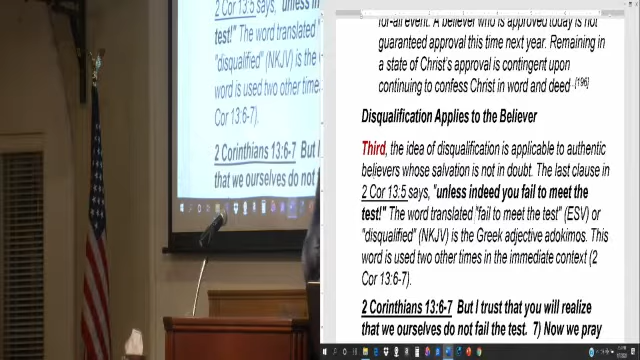 2 Cor 13:5 says, "unless in
test!" The word translated
"disqualified" (NKJV) is the
word is used two other times
Cor 13:6-7).
2 Corinthians 13:6-7 But I
that we ourselves do not
for-all event. A believer who is approved today is not
guaranteed approval this time next year. Remaining in
a state of Christ's approval is contingent upon
continuing to confess Christ in word and deed [196]
Disqualification Applies to the Believer
Third, the idea of disqualification is applicable to authentic
believers whose salvation is not in doubt. The last clause in
2 Cor 13:5 says, "unless indeed you fail to meet the
test!" The word translated "fail to meet the test" (ESV) or
"disqualified" (NKJV) is the Greek adjective adokimos. This
word is used two other times in the immediate context (2
Cor 13:6-7).
2 Corinthians 13:6-7 But I trust that you will realize
that we ourselves do not fail the test. 7) Now we pray